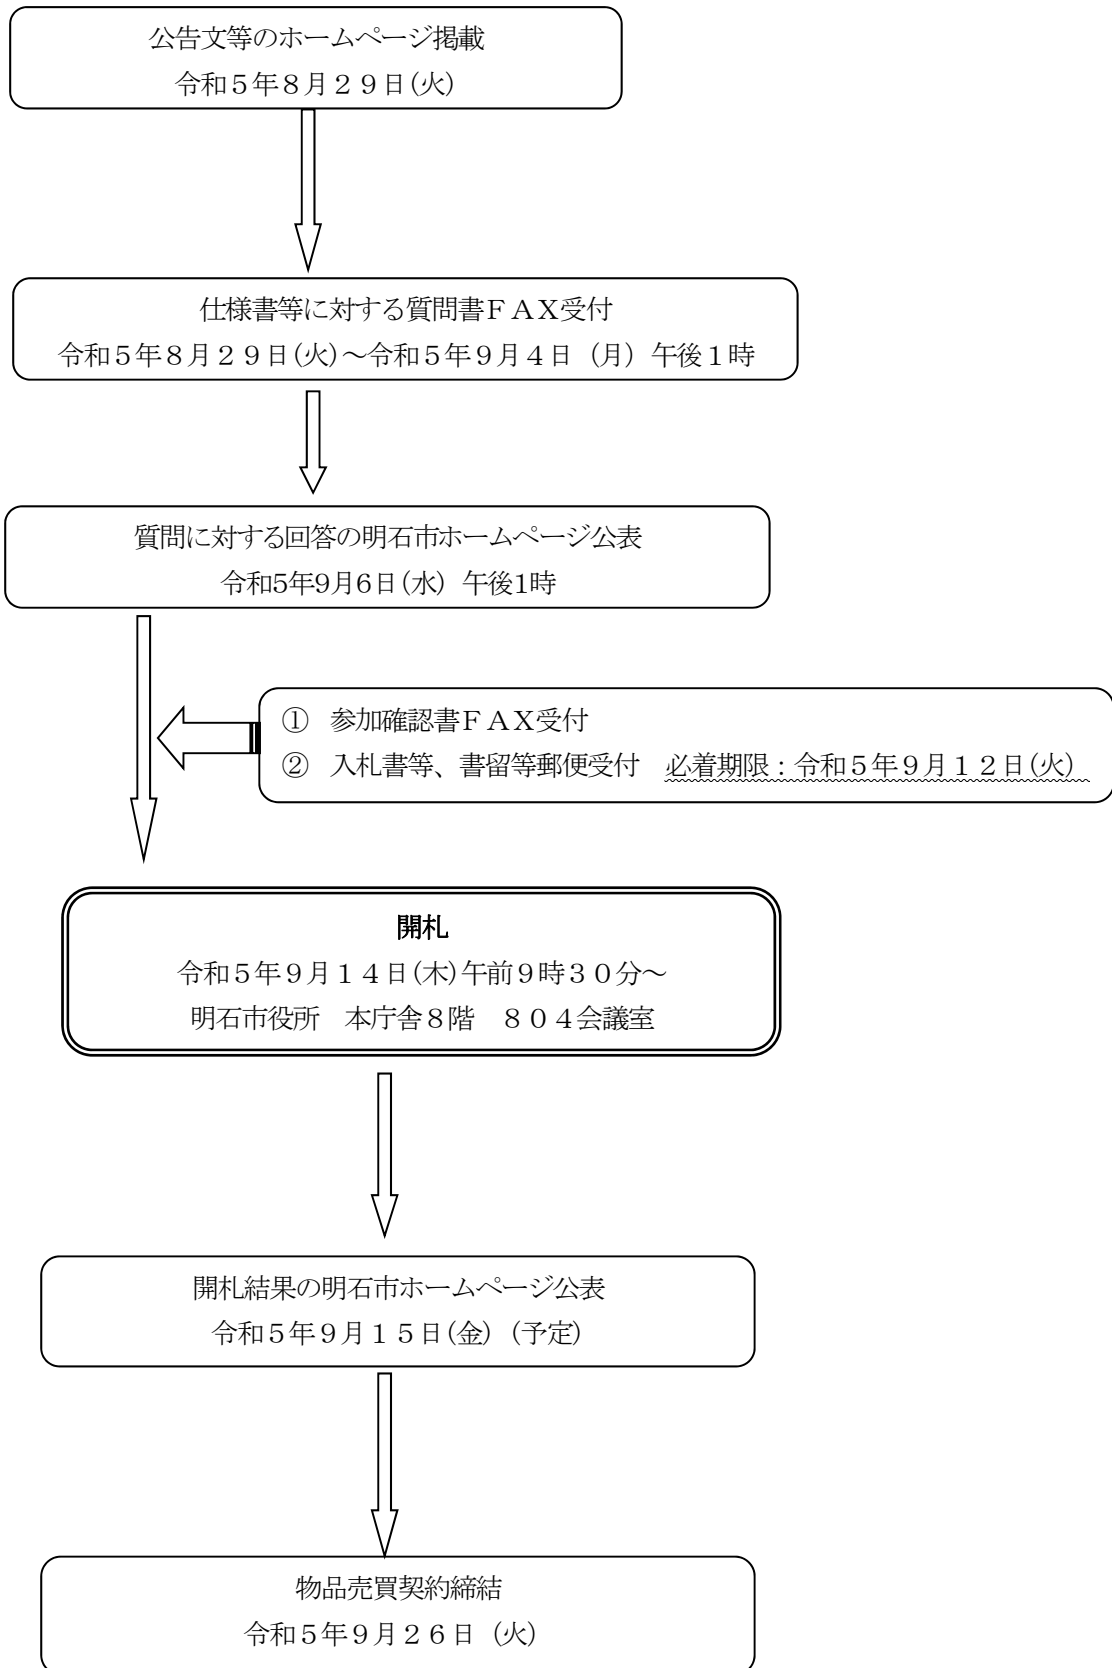 公告文等のホームページ掲載
令和５年８月２９日(火)
仕様書等に対する質問書ＦＡＸ受付
令和５年８月２９日(火)～令和５年９月４日（月）午後１時
質問に対する回答の明石市ホームページ公表
令和5年9月6日(水）午後1時
①　参加確認書ＦＡＸ受付
②　入札書等、書留等郵便受付　必着期限：令和５年９月１２日(火)
開札
令和５年９月１４日(木)午前９時３０分～
明石市役所　本庁舎８階　８０４会議室
開札結果の明石市ホームページ公表
令和５年９月１５日(金)（予定）
物品売買契約締結
令和５年９月２６日（火）